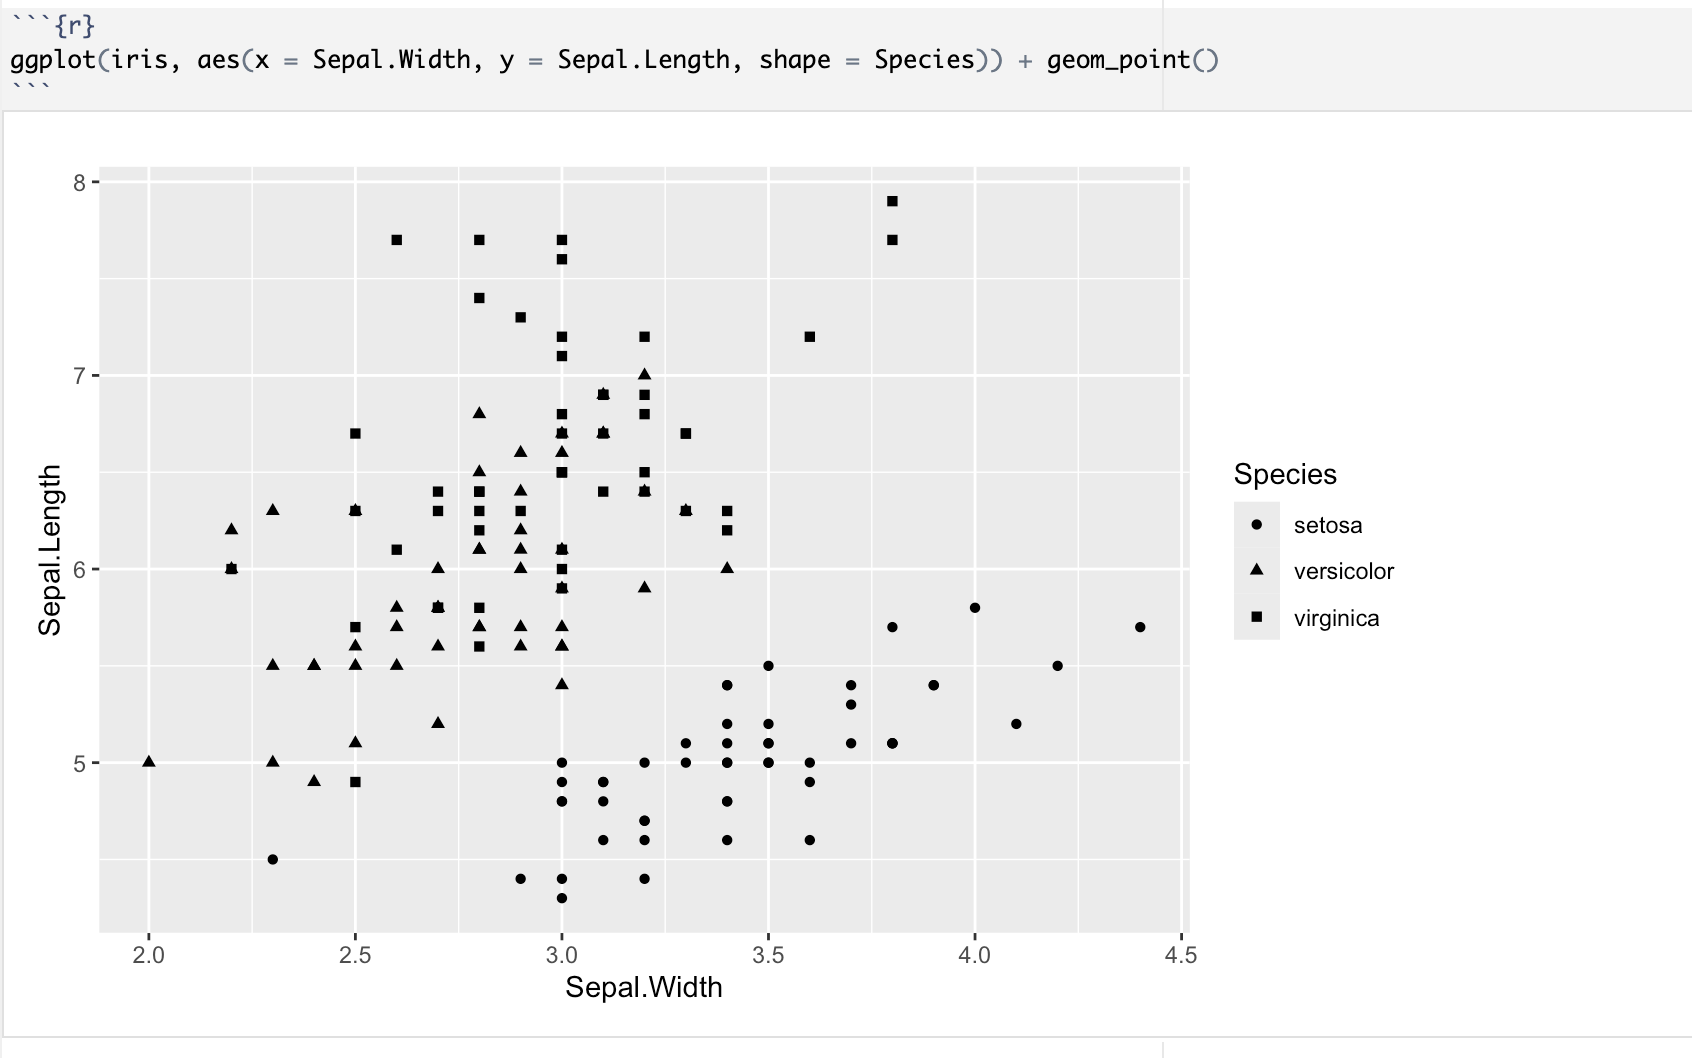 ```{r}
ggplot(iris, aes(x = Sepal.Width, y = Sepal.Length, shape = Species)) + geom_point()
```
8
7
6
5
Sepal.Length
2.0 2.5 3.0 3.5 4.0 4.5
Sepal.Width
Species
setosa
versicolor
virginica